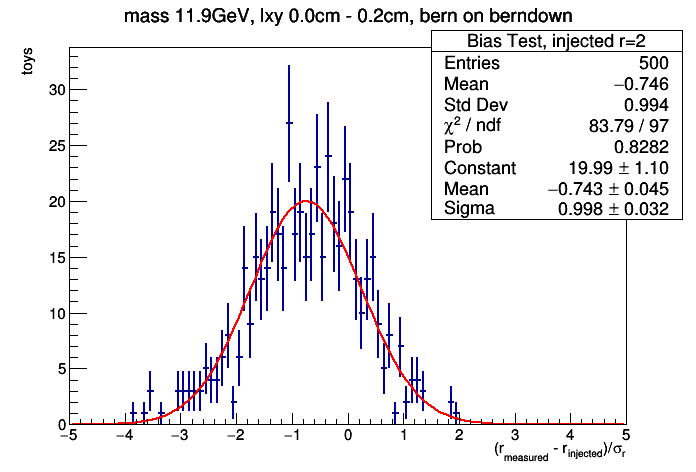 mass 11.9GeV, lxy 0.0cm - 0.2cm, bern on berndown
Bias Test, injected r=2
Entries 500
Mean −0.746
Std Dev 0.994
χ² / ndf 83.79 / 97
Prob 0.8282
Constant 19.99 ± 1.10
Mean −0.743 ± 0.045
Sigma 0.998 ± 0.032
toys
30
25
20
15
10
5
0
−5 −4 −3 −2 −1 0 1 2 3 4 5
(r_measured - r_injected)/σ_r